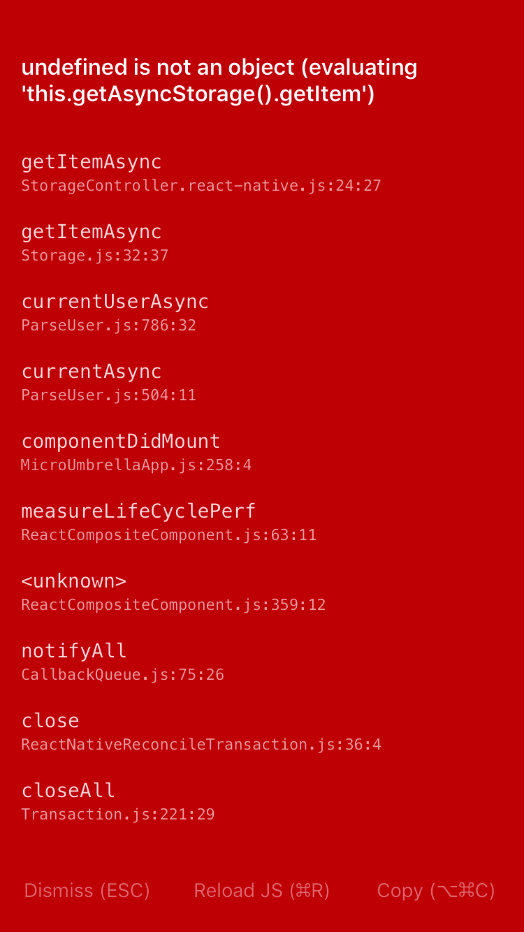 undefined is not an object (evaluating
'this.getAsyncStorage().getItem')
getItemAsync
StorageController.react-native.js:24:27
getItemAsync
Storage.js:32:37
currentUserAsync
ParseUser.js:786:32
currentAsync
ParseUser.js:504:11
componentDidMount
MicroUmbrellaApp.js:258:4
measureLifeCyclePerf
ReactCompositeComponent.js:63:11
<unknown>
ReactCompositeComponent.js:359:12
notifyAll
CallbackQueue.js:75:26
close
ReactNativeReconcileTransaction.js:36:4
closeAll
Transaction.js:221:29
Dismiss (ESC) Reload JS (⌘R) Copy (⌥⌘C)